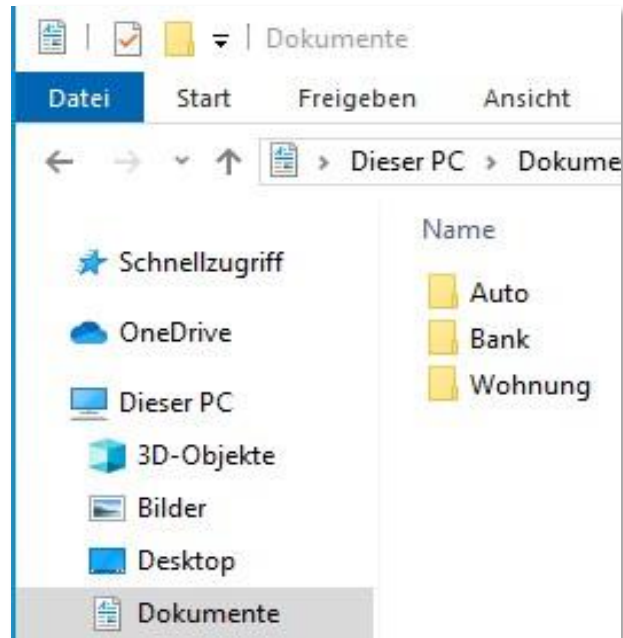 Dokumente
Datei Start Freigeben Ansicht
Dieser PC Dokume
Name
Schnellzugriff
OneDrive
Dieser PC
3D-Objekte
Bilder
Desktop
Dokumente
Auto
Bank
Wohnung